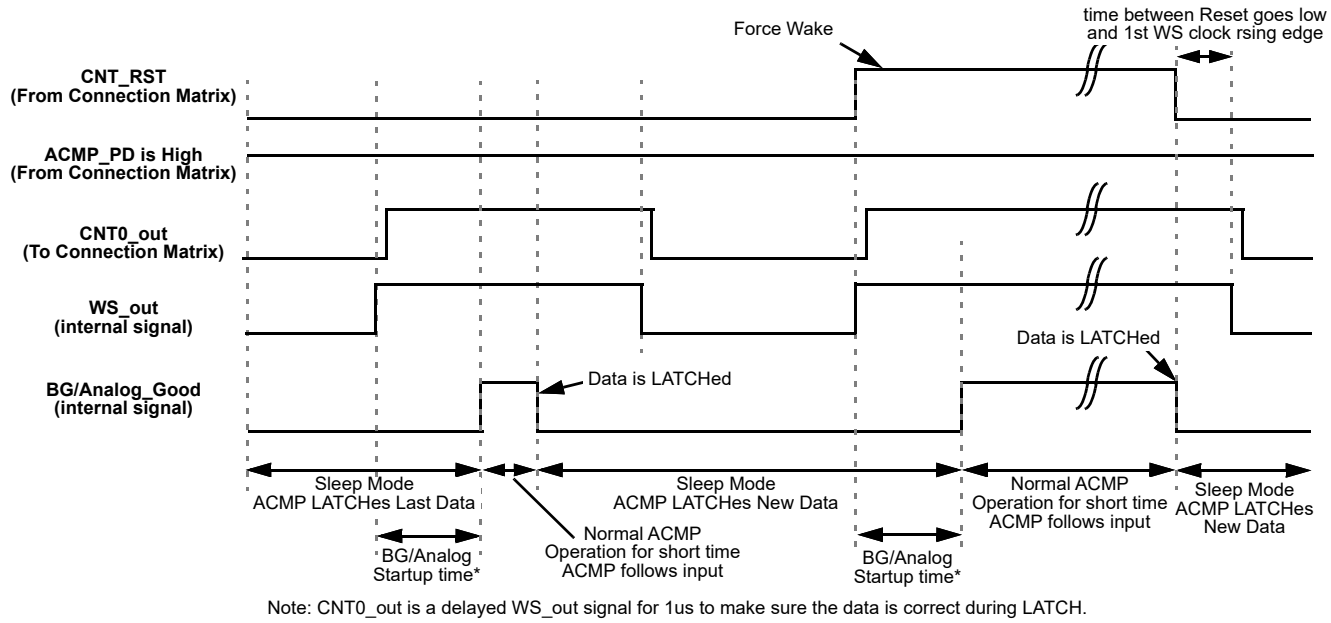 time between Reset goes low
and 1st WS clock rsing edge
Force Wake
CNT_RST
(From Connection Matrix)
ACMP_PD is High
(From Connection Matrix)
CNT0_out
(To Connection Matrix)
WS_out
(internal signal)
Data is LATCHed
BG/Analog_Good
(internal signal)
Data is LATCHed
Sleep Mode
ACMP LATCHes Last Data
Sleep Mode
ACMP LATCHes New Data
Normal ACMP
Operation for short time
ACMP follows input
Sleep Mode
ACMP LATCHes
New Data
BG/Analog
Startup time*
Normal ACMP
Operation for short time
ACMP follows input
BG/Analog
Startup time*
Note: CNT0_out is a delayed WS_out signal for 1us to make sure the data is correct during LATCH.